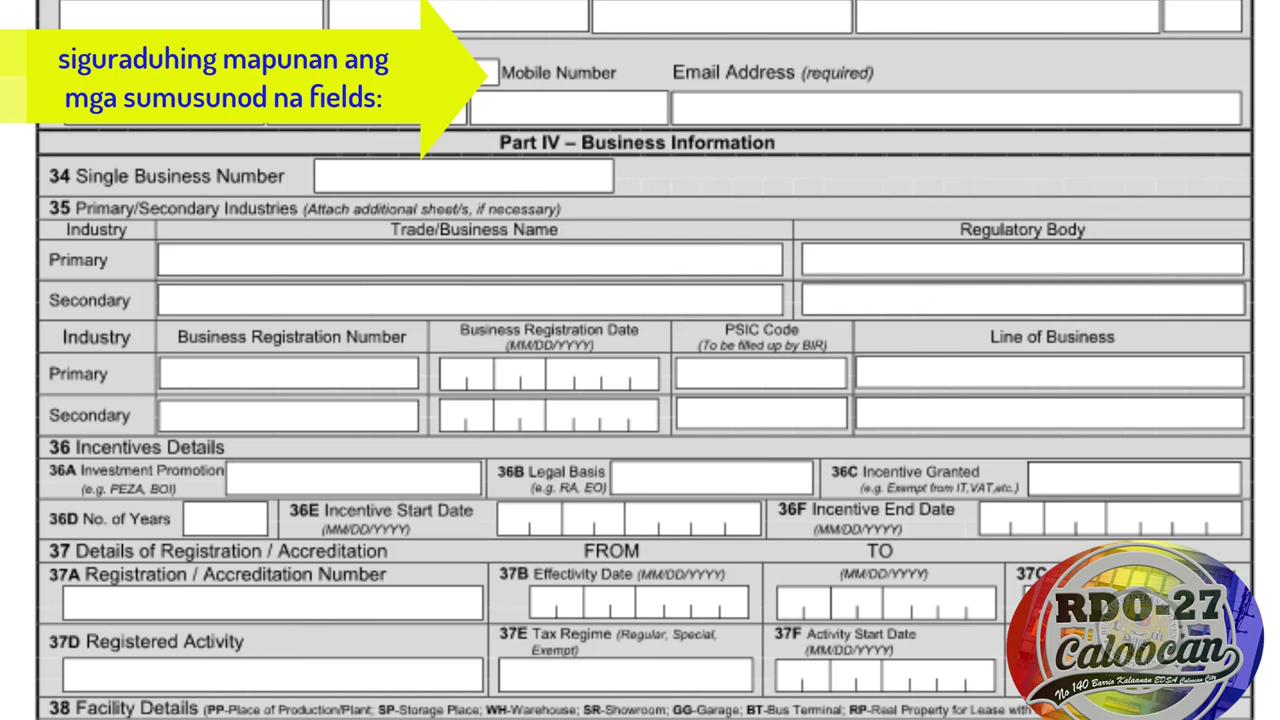 siguraduhing mapunan ang
mga sumusunod na fields:
Mobile Number Email Address (required)
Part IV – Business Information
34 Single Business Number
35 Primary/Secondary Industries (Attach additional sheet/s, if necessary)
Industry Trade/Business Name Regulatory Body
Primary
Secondary
Industry Business Registration Number Business Registration Date (MM/DD/YYYY) PSIC Code (To be filled up by BIR) Line of Business
Primary
Secondary
36 Incentives Details
36A Investment Promotion (e.g. PEZA, BOI) 36B Legal Basis (e.g. RA, EO) 36C Incentive Granted (e.g. Exempt from IT,VAT,etc.)
36D No. of Years 36E Incentive Start Date (MM/DD/YYYY) 36F Incentive End Date (MM/DD/YYYY)
37 Details of Registration / Accreditation FROM TO
37A Registration / Accreditation Number 37B Effectivity Date (MM/DD/YYYY) (MM/DD/YYYY) 37C
37D Registered Activity 37E Tax Regime (Regular, Special, Exempt) 37F Activity Start Date (MM/DD/YYYY)
38 Facility Details (PP-Place of Production/Plant; SP-Storage Place; WH-Warehouse; SR-Showroom; GG-Garage; BT-Bus Terminal; RP-Real Property for Lease with
RDO-27
Caloocan
No 140 Barrio Kalaanan EDSA Caloocan City